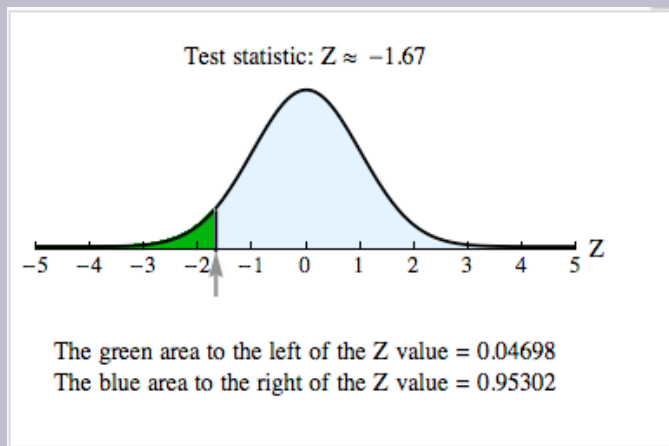 Test statistic: Z ≈ −1.67
Z
−5 −4 −3 −2 −1 0 1 2 3 4 5
The green area to the left of the Z value = 0.04698
The blue area to the right of the Z value = 0.95302